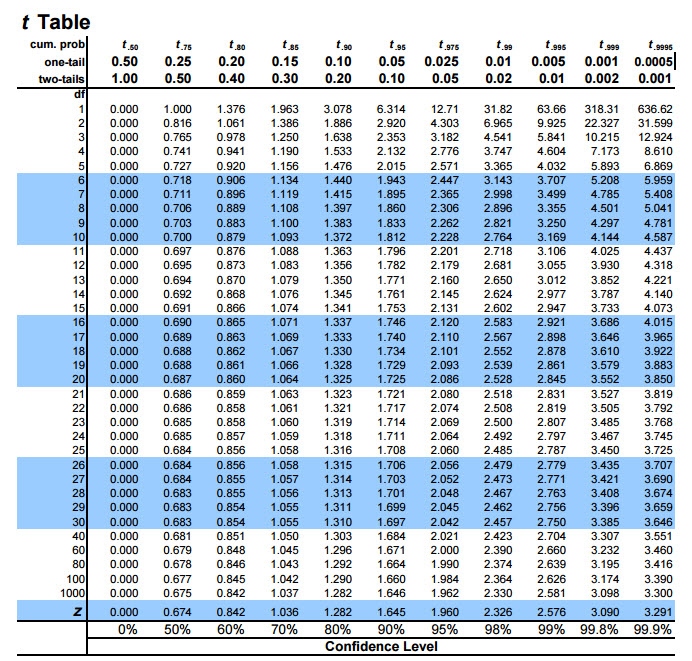 t Table
cum. prob t.50 t.75 t.80 t.85 t.90 t.95 t.975 t.99 t.995 t.999 t.9995
one-tail 0.50 0.25 0.20 0.15 0.10 0.05 0.025 0.01 0.005 0.001 0.0005
two-tails 1.00 0.50 0.40 0.30 0.20 0.10 0.05 0.02 0.01 0.002 0.001
df
1 0.000 1.000 1.376 1.963 3.078 6.314 12.71 31.82 63.66 318.31 636.62
2 0.000 0.816 1.061 1.386 1.886 2.920 4.303 6.965 9.925 22.327 31.599
3 0.000 0.765 0.978 1.250 1.638 2.353 3.182 4.541 5.841 10.215 12.924
4 0.000 0.741 0.941 1.190 1.533 2.132 2.776 3.747 4.604 7.173 8.610
5 0.000 0.727 0.920 1.156 1.476 2.015 2.571 3.365 4.032 5.893 6.869
6 0.000 0.718 0.906 1.134 1.440 1.943 2.447 3.143 3.707 5.208 5.959
7 0.000 0.711 0.896 1.119 1.415 1.895 2.365 2.998 3.499 4.785 5.408
8 0.000 0.706 0.889 1.108 1.397 1.860 2.306 2.896 3.355 4.501 5.041
9 0.000 0.703 0.883 1.100 1.383 1.833 2.262 2.821 3.250 4.297 4.781
10 0.000 0.700 0.879 1.093 1.372 1.812 2.228 2.764 3.169 4.144 4.587
11 0.000 0.697 0.876 1.088 1.363 1.796 2.201 2.718 3.106 4.025 4.437
12 0.000 0.695 0.873 1.083 1.356 1.782 2.179 2.681 3.055 3.930 4.318
13 0.000 0.694 0.870 1.079 1.350 1.771 2.160 2.650 3.012 3.852 4.221
14 0.000 0.692 0.868 1.076 1.345 1.761 2.145 2.624 2.977 3.787 4.140
15 0.000 0.691 0.866 1.074 1.341 1.753 2.131 2.602 2.947 3.733 4.073
16 0.000 0.690 0.865 1.071 1.337 1.746 2.120 2.583 2.921 3.686 4.015
17 0.000 0.689 0.863 1.069 1.333 1.740 2.110 2.567 2.898 3.646 3.965
18 0.000 0.688 0.862 1.067 1.330 1.734 2.101 2.552 2.878 3.610 3.922
19 0.000 0.688 0.861 1.066 1.328 1.729 2.093 2.539 2.861 3.579 3.883
20 0.000 0.687 0.860 1.064 1.325 1.725 2.086 2.528 2.845 3.552 3.850
21 0.000 0.686 0.859 1.063 1.323 1.721 2.080 2.518 2.831 3.527 3.819
22 0.000 0.686 0.858 1.061 1.321 1.717 2.074 2.508 2.819 3.505 3.792
23 0.000 0.685 0.858 1.060 1.319 1.714 2.069 2.500 2.807 3.485 3.768
24 0.000 0.685 0.857 1.059 1.318 1.711 2.064 2.492 2.797 3.467 3.745
25 0.000 0.684 0.856 1.058 1.316 1.708 2.060 2.485 2.787 3.450 3.725
26 0.000 0.684 0.856 1.058 1.315 1.706 2.056 2.479 2.779 3.435 3.707
27 0.000 0.684 0.855 1.057 1.314 1.703 2.052 2.473 2.771 3.421 3.690
28 0.000 0.683 0.855 1.056 1.313 1.701 2.048 2.467 2.763 3.408 3.674
29 0.000 0.683 0.854 1.055 1.311 1.699 2.045 2.462 2.756 3.396 3.659
30 0.000 0.683 0.854 1.055 1.310 1.697 2.042 2.457 2.750 3.385 3.646
40 0.000 0.681 0.851 1.050 1.303 1.684 2.021 2.423 2.704 3.307 3.551
60 0.000 0.679 0.848 1.045 1.296 1.671 2.000 2.390 2.660 3.232 3.460
80 0.000 0.678 0.846 1.043 1.292 1.664 1.990 2.374 2.639 3.195 3.416
100 0.000 0.677 0.845 1.042 1.290 1.660 1.984 2.364 2.626 3.174 3.390
1000 0.000 0.675 0.842 1.037 1.282 1.646 1.962 2.330 2.581 3.098 3.300
Z 0.000 0.674 0.842 1.036 1.282 1.645 1.960 2.326 2.576 3.090 3.291
0% 50% 60% 70% 80% 90% 95% 98% 99% 99.8% 99.9%
Confidence Level